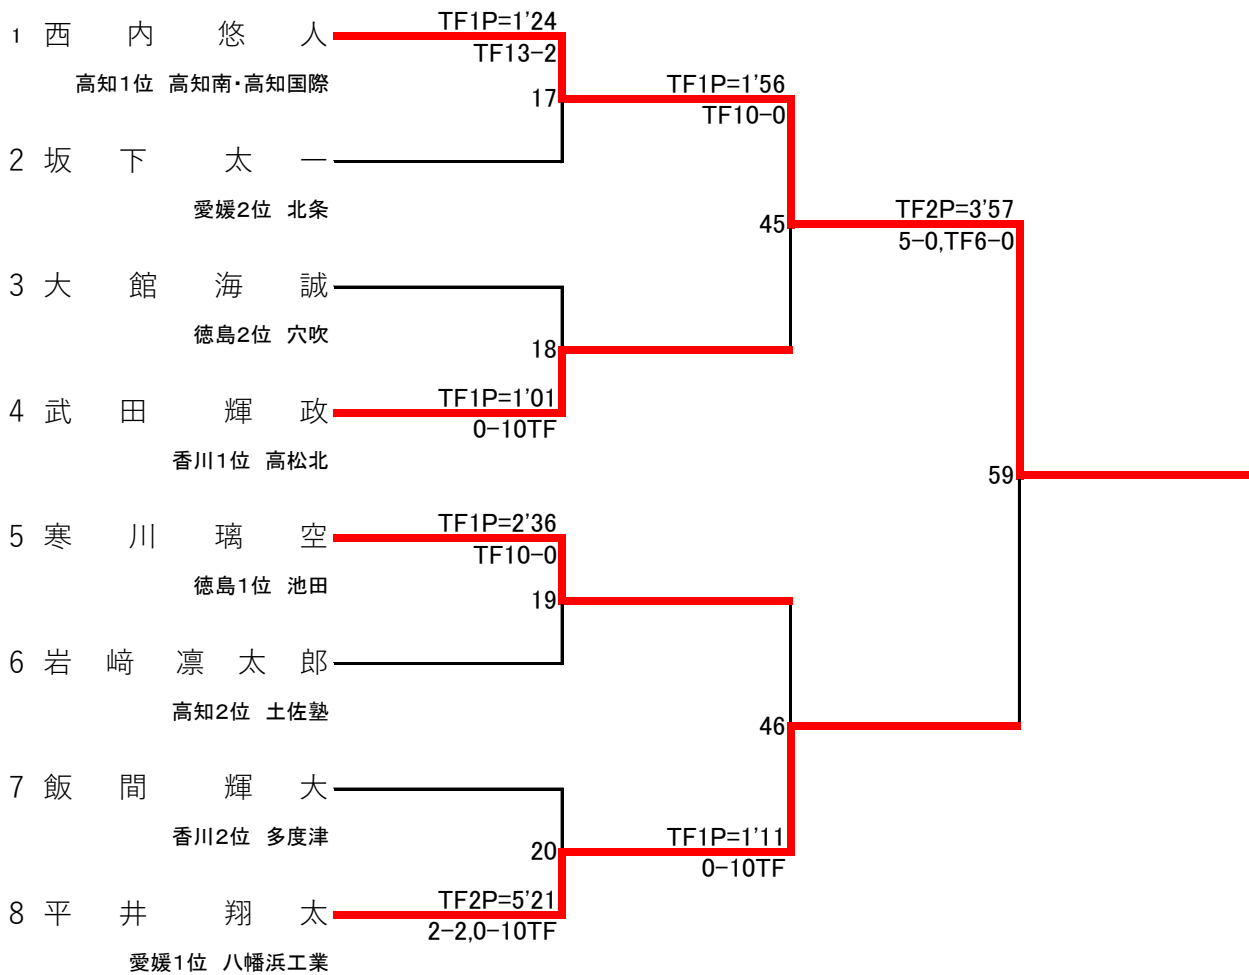 TF1P=1'24
1 西内悠人
TF13-2
高知1位 高知南・高知国際
TF1P=1'56
17
TF10-0
2 坂下太一
愛媛2位 北条
TF2P=3'57
45
5-0,TF6-0
3 大館海誠
徳島2位 穴吹
18
TF1P=1'01
4 武田輝政
0-10TF
香川1位 高松北
59
TF1P=2'36
5 寒川璃空
TF10-0
徳島1位 池田
19
6 岩﨑凛太郎
高知2位 土佐塾
46
7 飯間輝大
香川2位 多度津
TF1P=1'11
20
0-10TF
TF2P=5'21
8 平井翔太
2-2,0-10TF
愛媛1位 八幡浜工業